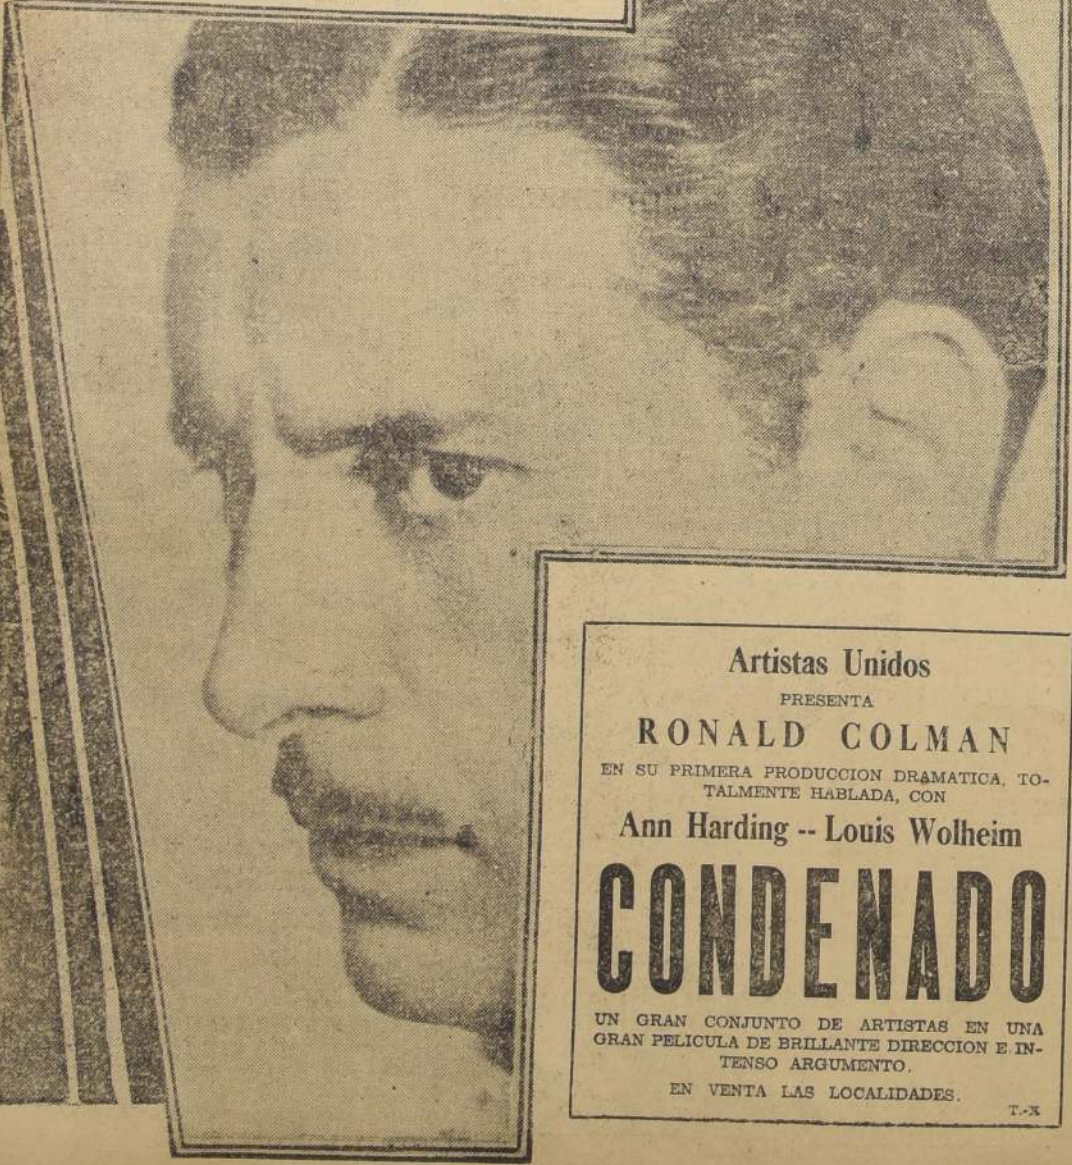 Artistas Unidos
PRESENTA
RONALD COLMAN
EN SU PRIMERA PRODUCCION DRAMATICA, TO-
TALMENTE HABLADA, CON
Ann Harding -- Louis Wolheim
CONDENADO
UN GRAN CONJUNTO DE ARTISTAS EN UNA
GRAN PELICULA DE BRILLANTE DIRECCION E IN-
TENSO ARGUMENTO.
EN VENTA LAS LOCALIDADES.
T.-X